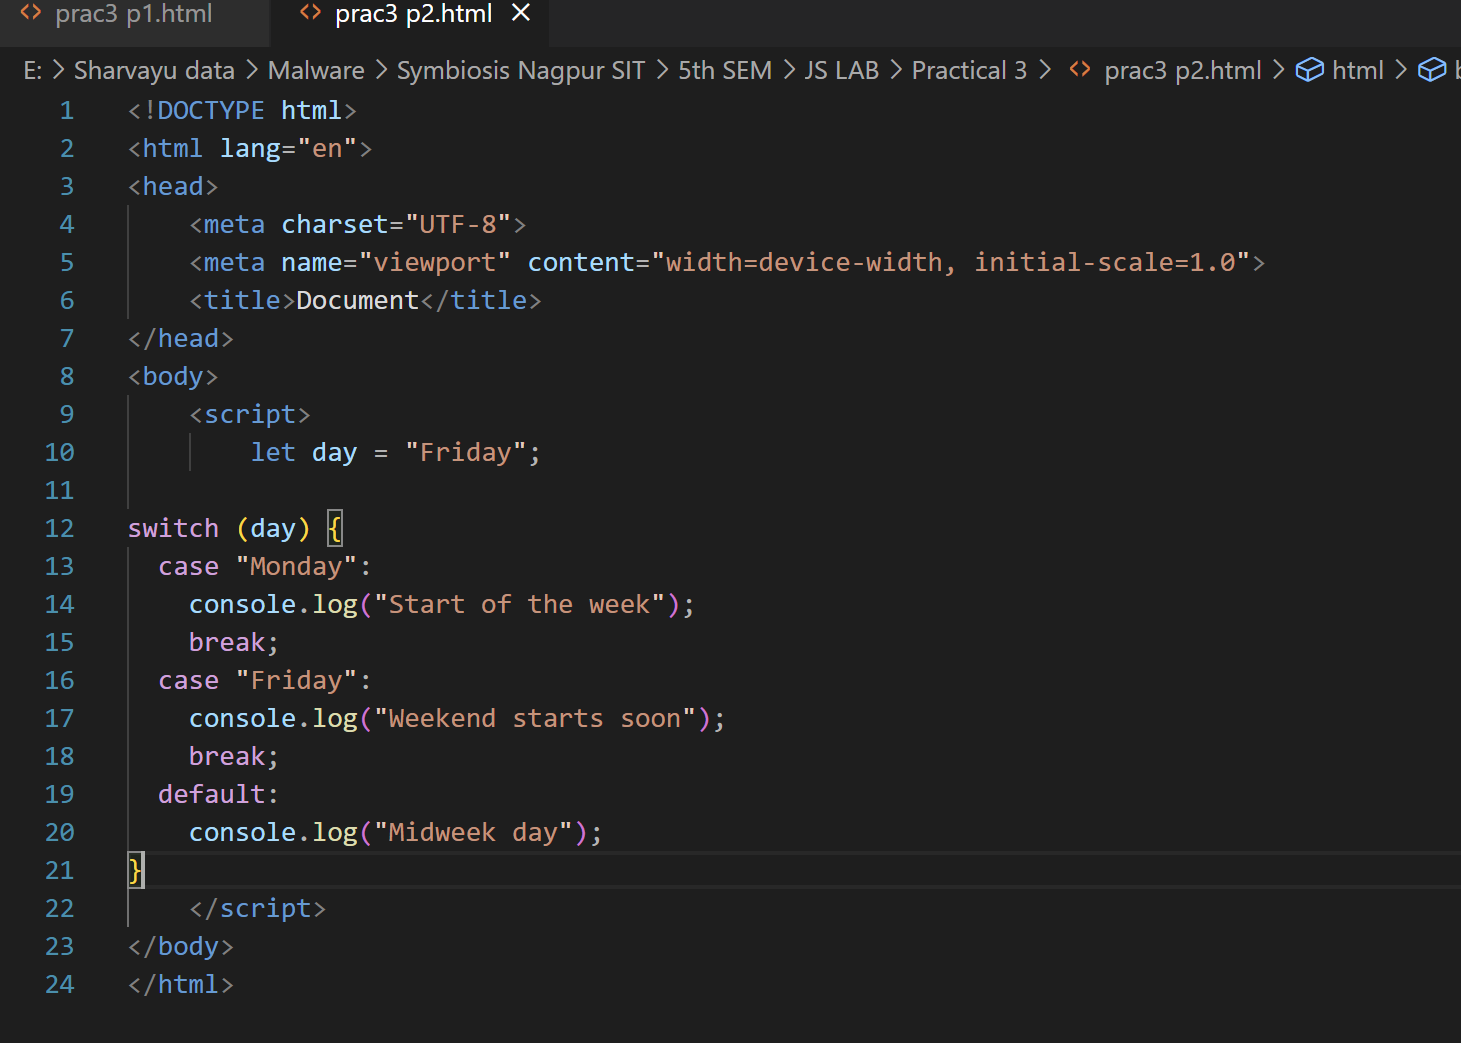 prac3 p1.html prac3 p2.html
E: > Sharvayu data > Malware > Symbiosis Nagpur SIT > 5th SEM > JS LAB > Practical 3 > prac3 p2.html > html >
1 <!DOCTYPE html>
2 <html lang="en">
3 <head>
4     <meta charset="UTF-8">
5     <meta name="viewport" content="width=device-width, initial-scale=1.0">
6     <title>Document</title>
7 </head>
8 <body>
9     <script>
10         let day = "Friday";
11
12 switch (day) {
13   case "Monday":
14     console.log("Start of the week");
15     break;
16   case "Friday":
17     console.log("Weekend starts soon");
18     break;
19   default:
20     console.log("Midweek day");
21 }
22     </script>
23 </body>
24 </html>